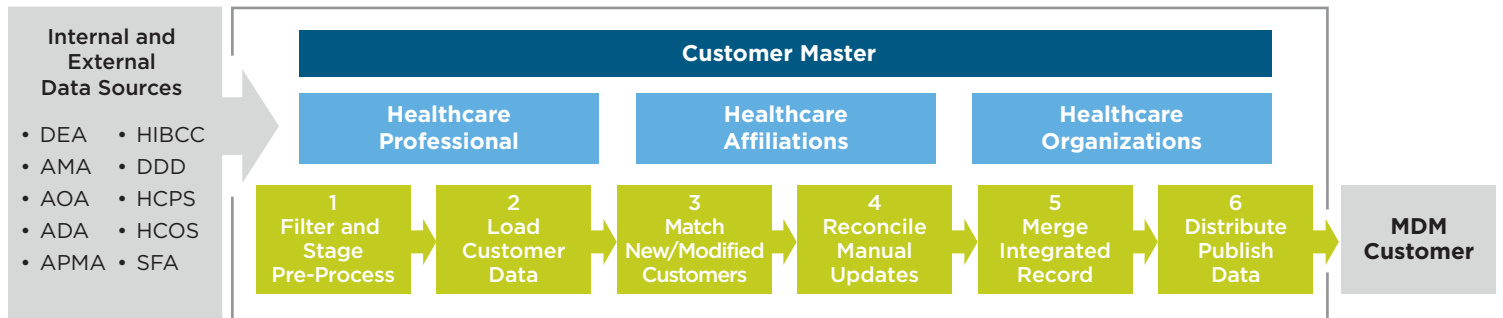 Internal and
External
Data Sources
• DEA
• AMA
• AOA
• ADA
• APMA
• HIBCC
• DDD
• HCPS
• HCOS
• SFA
Customer Master
Healthcare
Professional
Healthcare
Affiliations
Healthcare
Organizations
1
Filter and
Stage
Pre-Process
2
Load
Customer
Data
3
Match
New/Modified
Customers
4
Reconcile
Manual
Updates
5
Merge
Integrated
Record
6
Distribute
Publish
Data
MDM
Customer